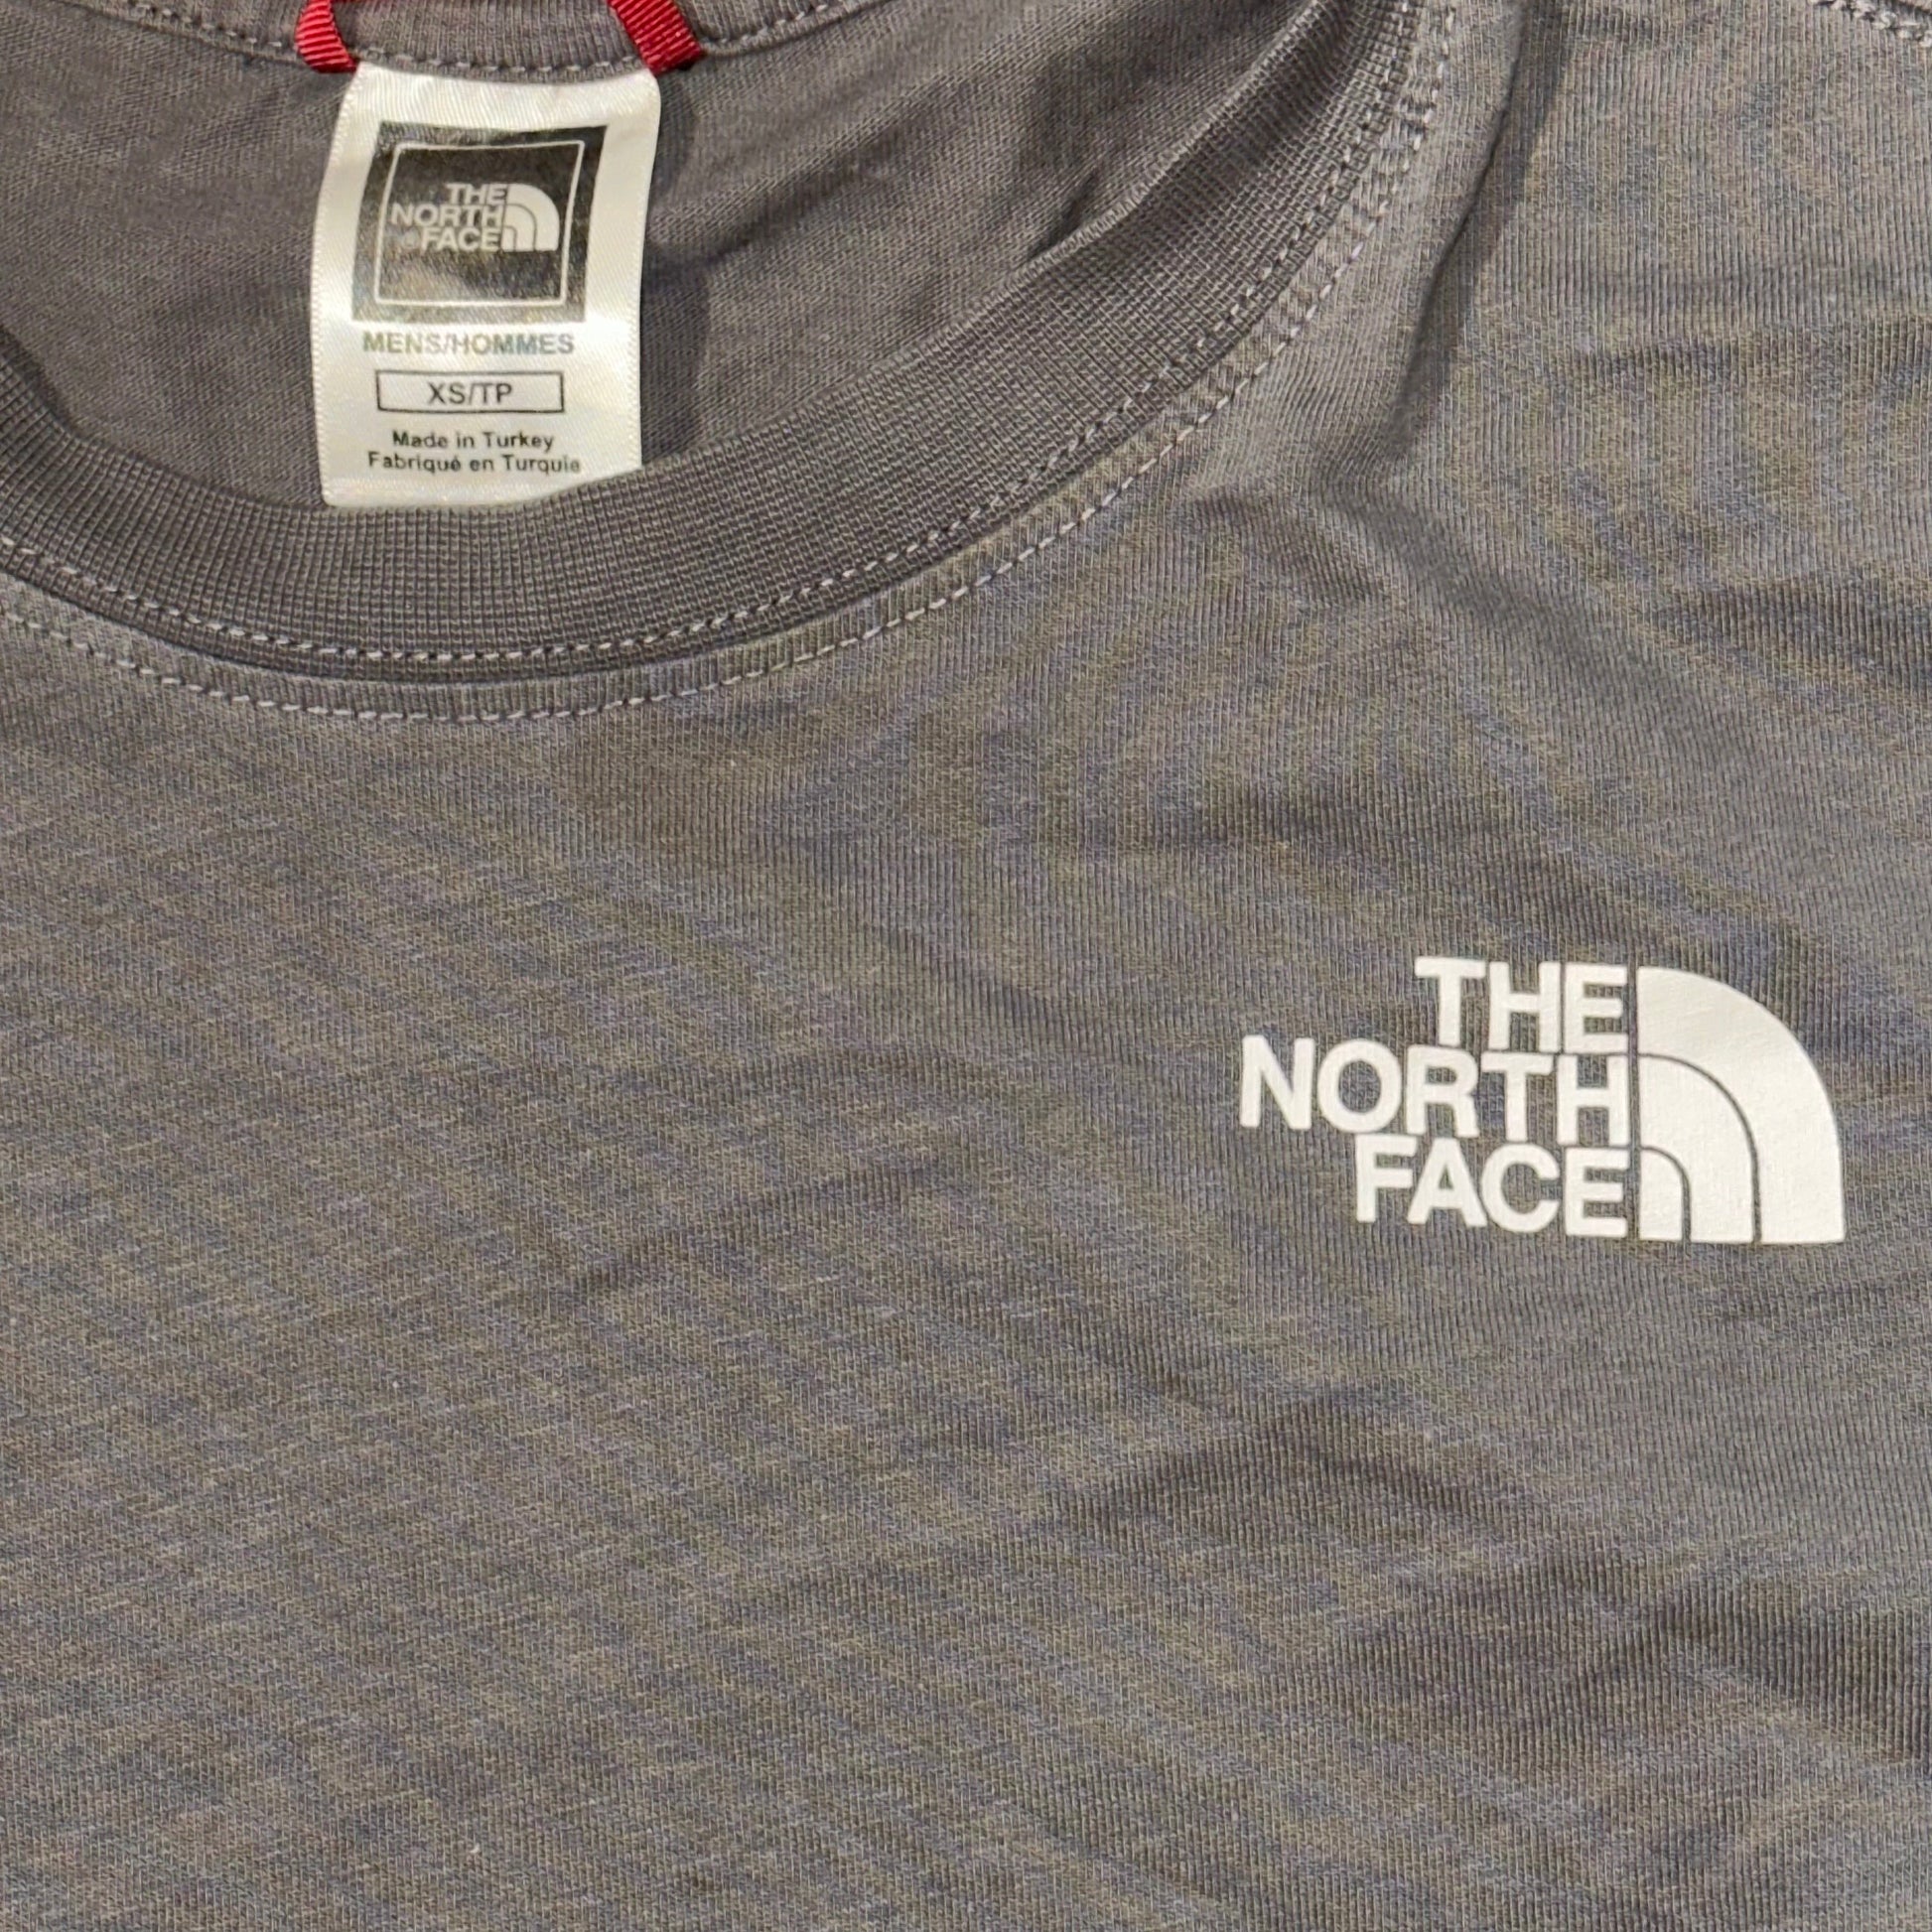 THE
NORTH
FACE
MENS/HOMMES
XS/TP
Made in Turkey
Fabriqué en Turquie
THE
NORTH
FACE